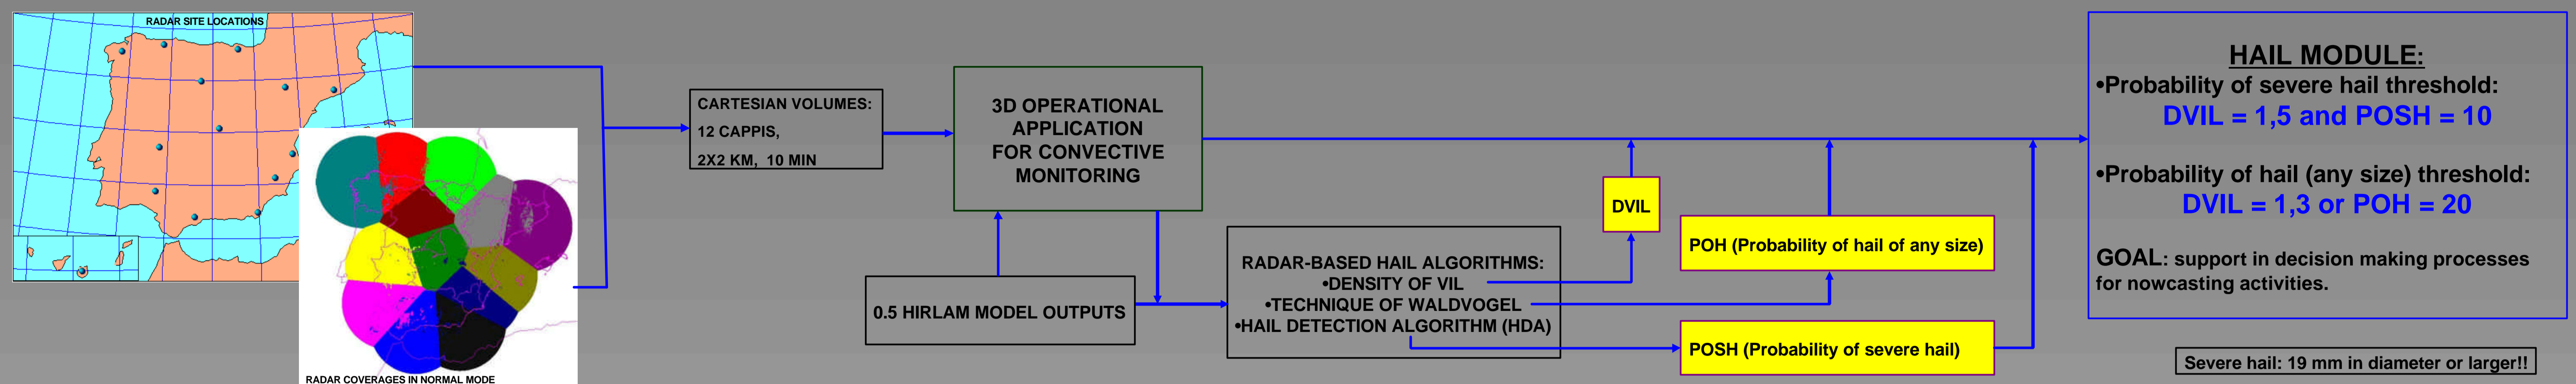 RADAR SITE LOCATIONS
RADAR COVERAGES IN NORMAL MODE
CARTESIAN VOLUMES:
12 CAPPIS,
2X2 KM, 10 MIN
3D OPERATIONAL
APPLICATION
FOR CONVECTIVE
MONITORING
0.5 HIRLAM MODEL OUTPUTS
RADAR-BASED HAIL ALGORITHMS:
•DENSITY OF VIL
•TECHNIQUE OF WALDVOGEL
•HAIL DETECTION ALGORITHM (HDA)
DVIL
POH (Probability of hail of any size)
POSH (Probability of severe hail)
HAIL MODULE:
•Probability of severe hail threshold:
DVIL = 1,5 and POSH = 10
•Probability of hail (any size) threshold:
DVIL = 1,3 or POH = 20
GOAL: support in decision making processes
for nowcasting activities.
Severe hail: 19 mm in diameter or larger!!